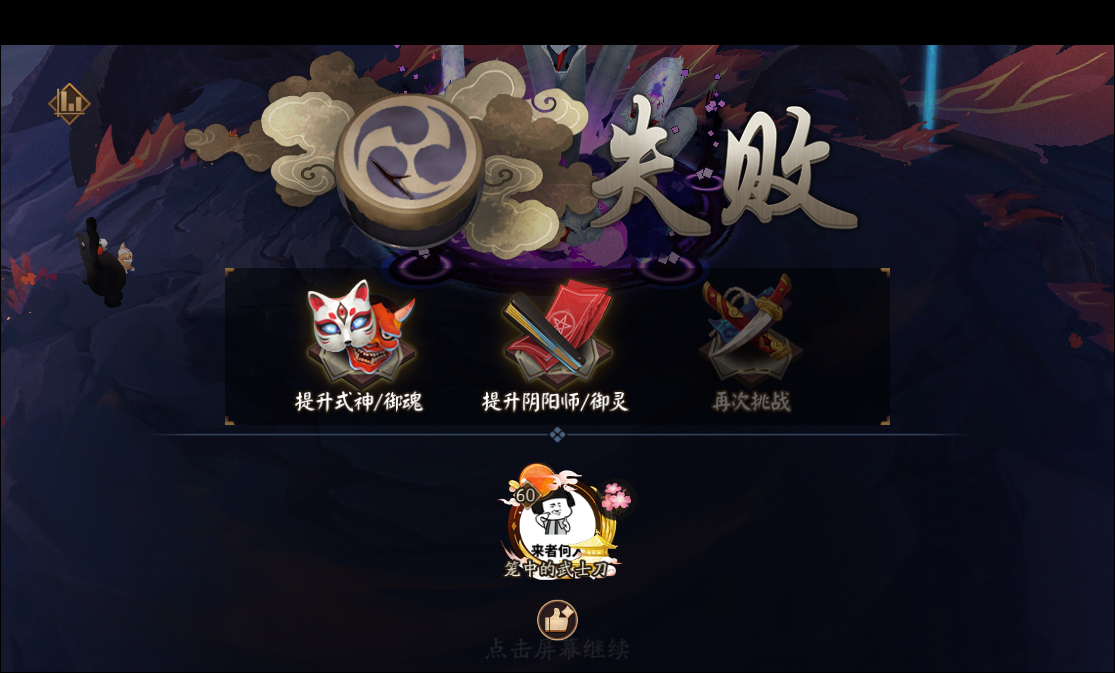 失败
提升式神/御魂
提升阴阳师/御灵
再次挑战
60
来者何人
笼中的武士刀
点击屏幕继续